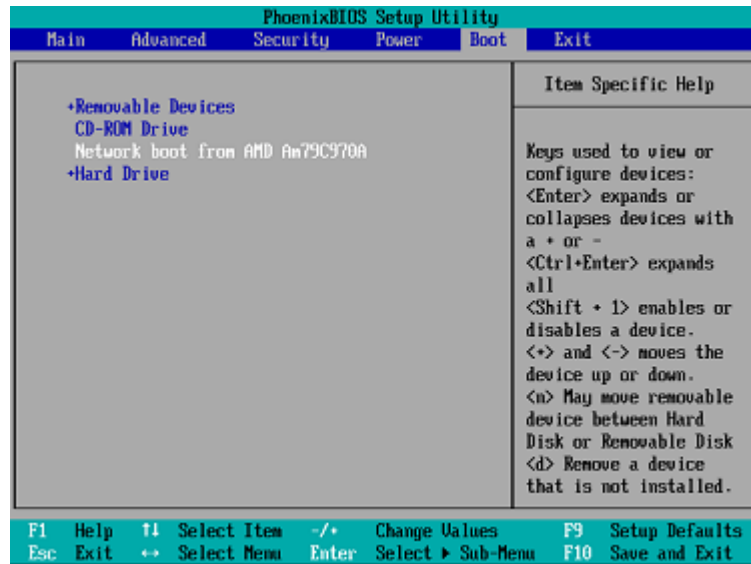 PhoenixBIOS Setup Utility
Main Advanced Security Power Boot Exit
+Removable Devices
CD-ROM Drive
Network boot from AMD Am79C970A
+Hard Drive
Item Specific Help
Keys used to view or
configure devices:
<Enter> expands or
collapses devices with
a + or -
<Ctrl+Enter> expands
all
<Shift + 1> enables or
disables a device.
<+> and <-> moves the
device up or down.
<n> May move removable
device between Hard
Disk or Removable Disk
<d> Remove a device
that is not installed.
F1 Help ↑↓ Select Item -/+ Change Values F9 Setup Defaults
Esc Exit ↔ Select Menu Enter Select ▶ Sub-Menu F10 Save and Exit